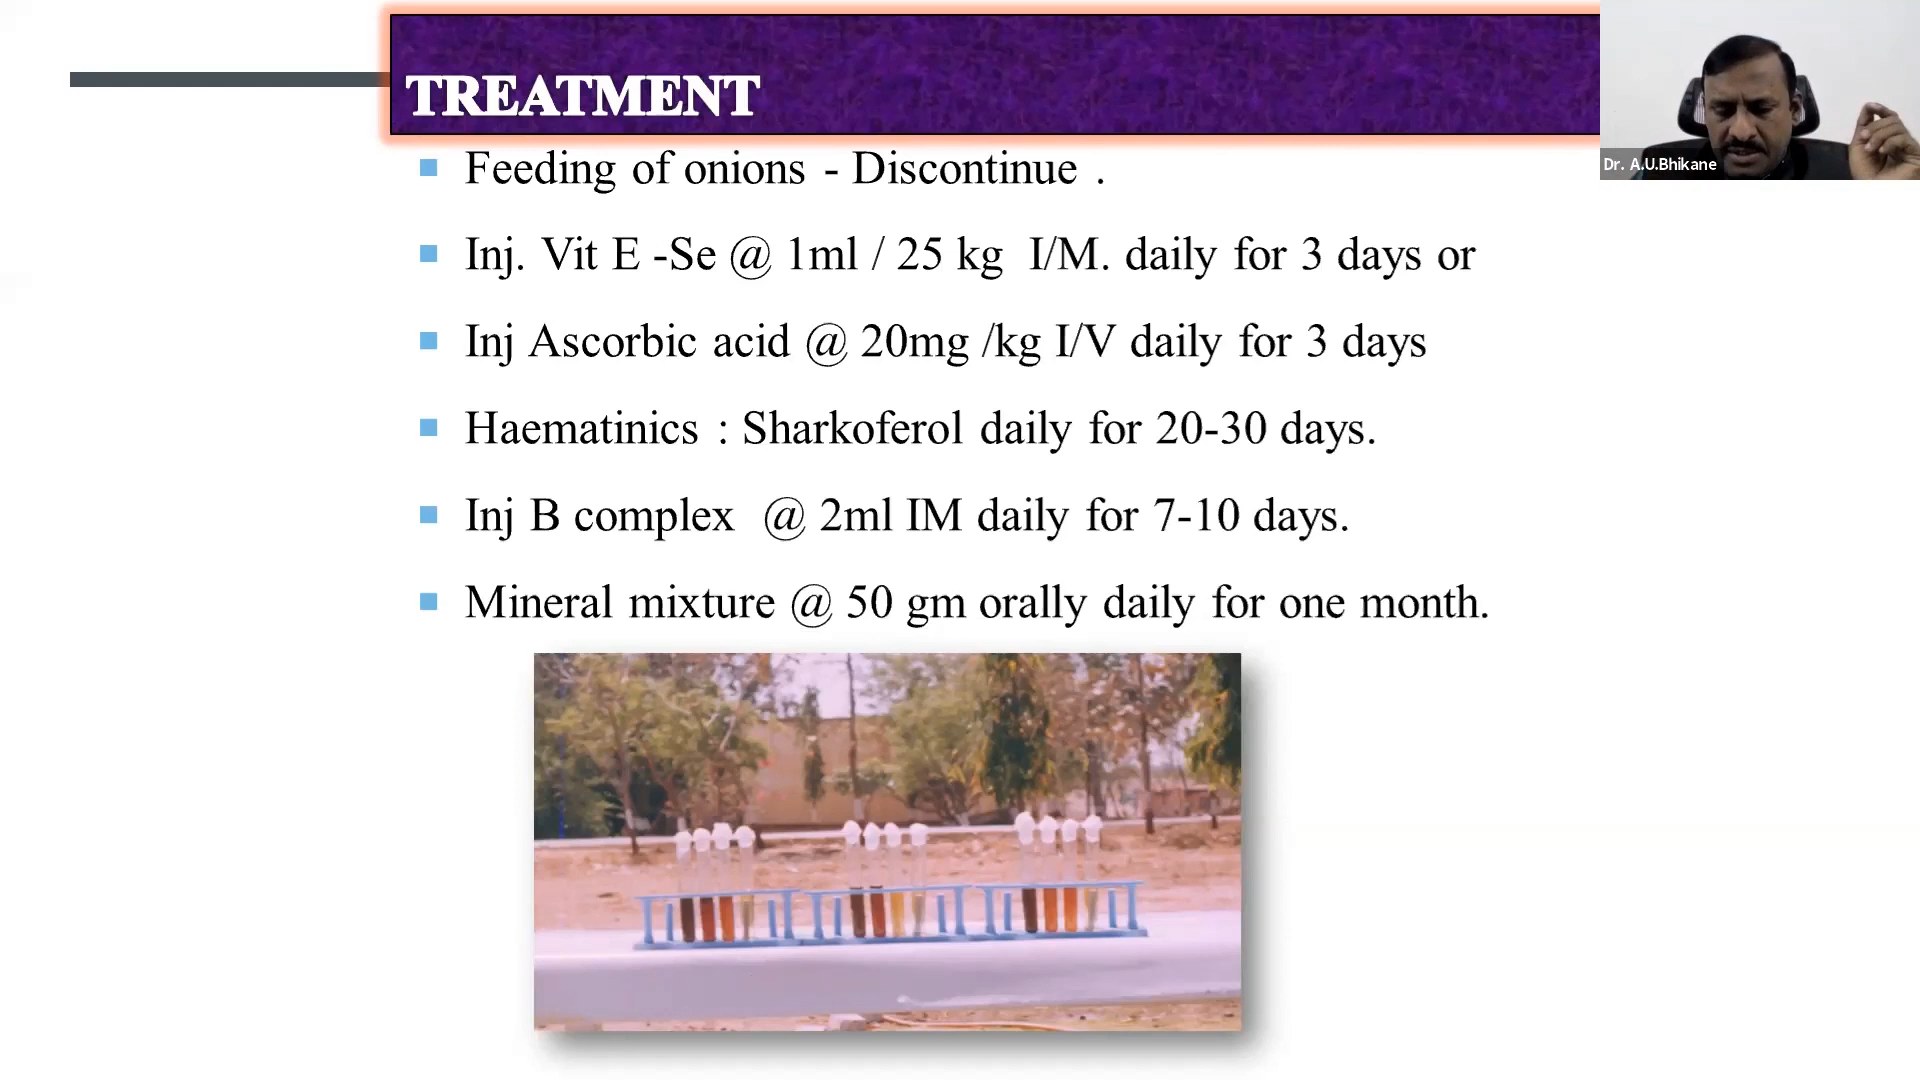 TREATMENT
Dr. A.U.Bhikane
Feeding of onions - Discontinue .
Inj. Vit E -Se @ 1ml / 25 kg I/M. daily for 3 days or
Inj Ascorbic acid @ 20mg /kg I/V daily for 3 days
Haematinics : Sharkoferol daily for 20-30 days.
Inj B complex @ 2ml IM daily for 7-10 days.
Mineral mixture @ 50 gm orally daily for one month.